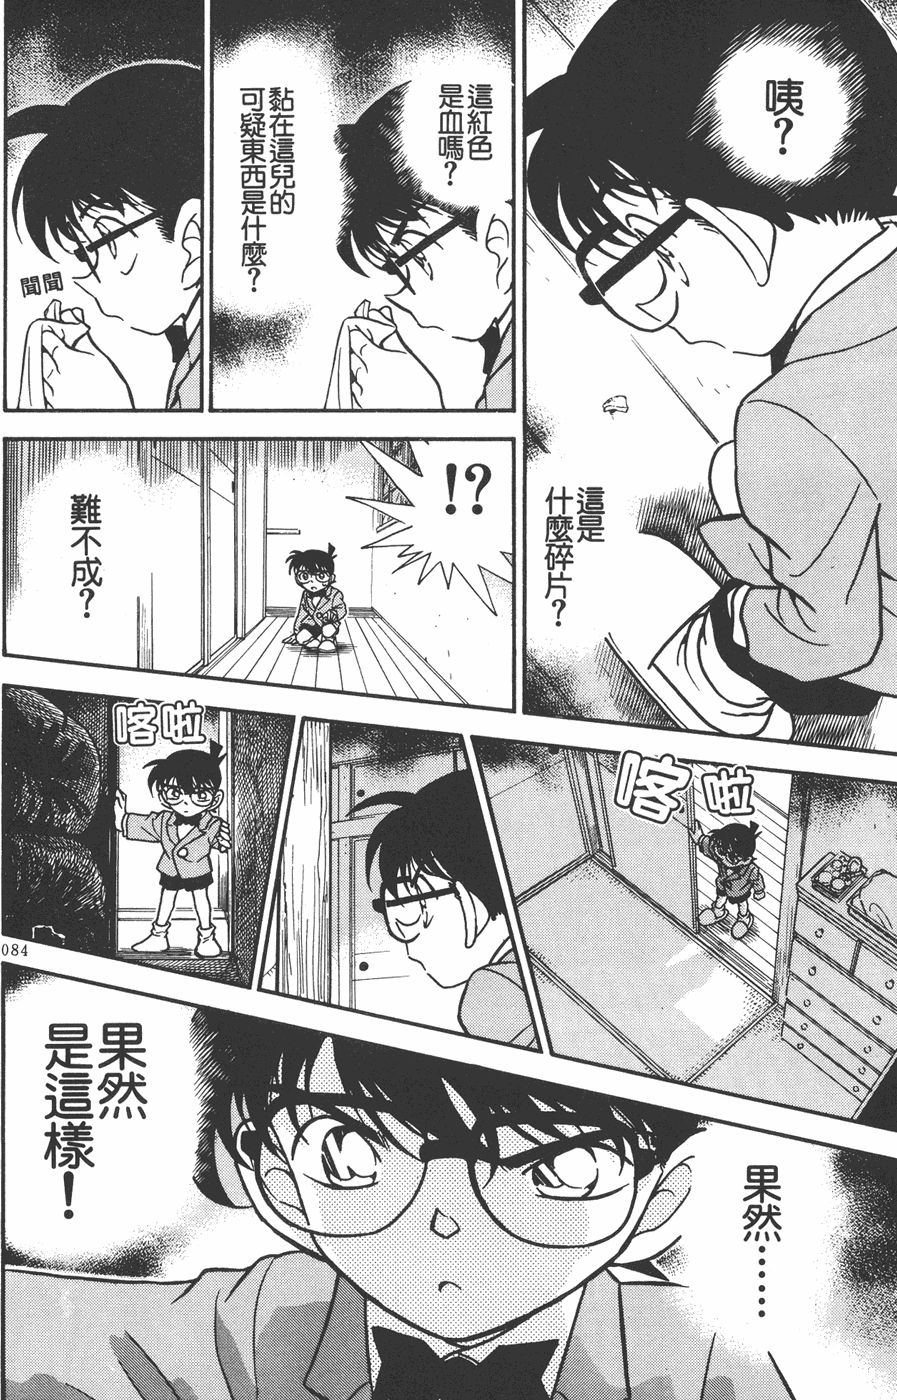 咦?
這是
什麼碎片?
這紅色
是血嗎?
黏在這兒的
可疑東西是什麼?
聞聞
!?
難不成?
喀啦
喀啦
084
果然……
果然
是這樣!